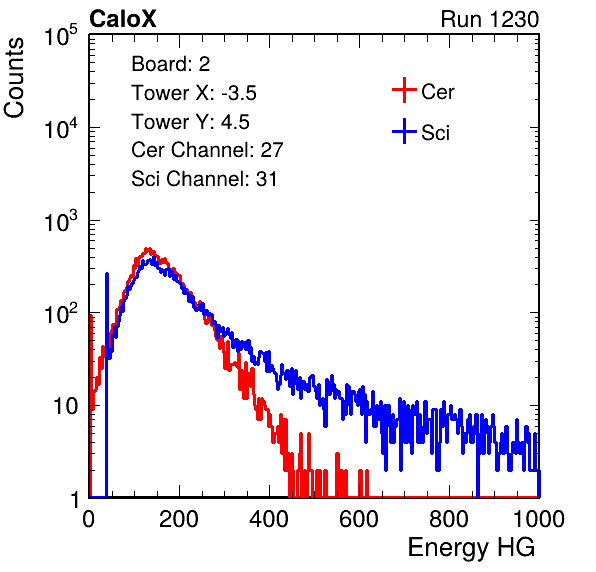 CaloX Run 1230
Counts
10^5
10^4
10^3
10^2
10
1
Board: 2
Tower X: -3.5
Tower Y: 4.5
Cer Channel: 27
Sci Channel: 31
Cer
Sci
0 200 400 600 800 1000
Energy HG